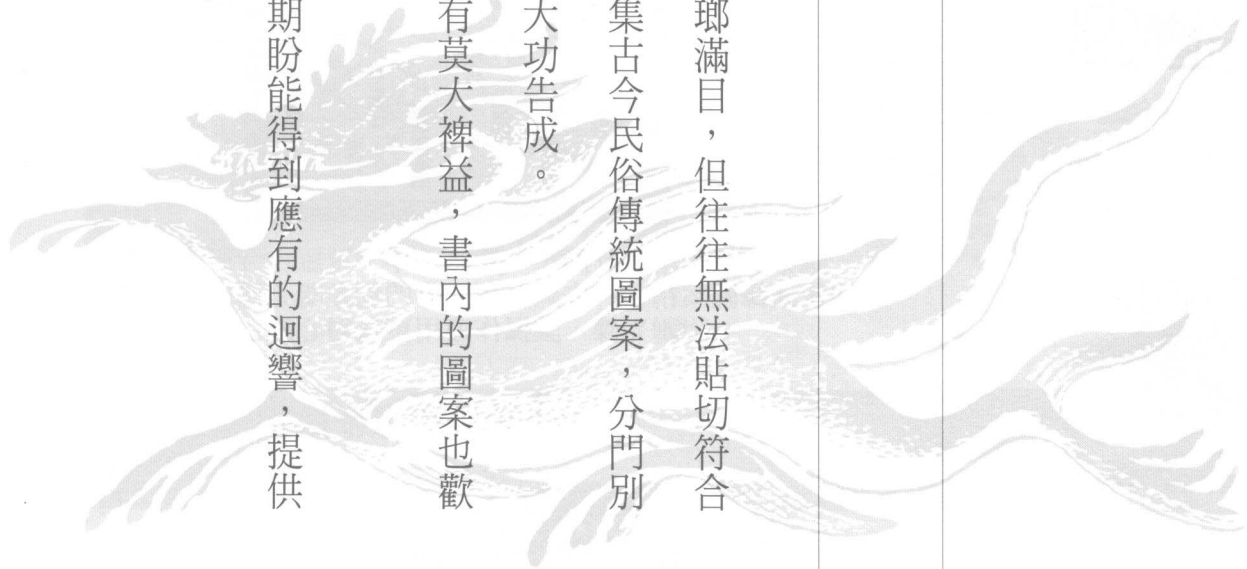 瑯滿目，但往往無法貼切符合
集古今民俗傳統圖案，分門別
大功告成。
有莫大裨益，書內的圖案也歡
期盼能得到應有的迴響，提供